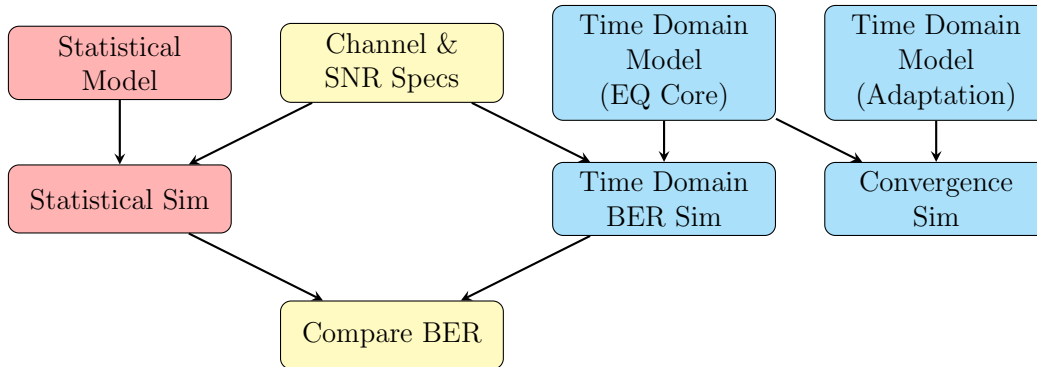 Statistical
Model
Channel &
SNR Specs
Time Domain
Model
(EQ Core)
Time Domain
Model
(Adaptation)
Statistical Sim
Time Domain
BER Sim
Convergence
Sim
Compare BER